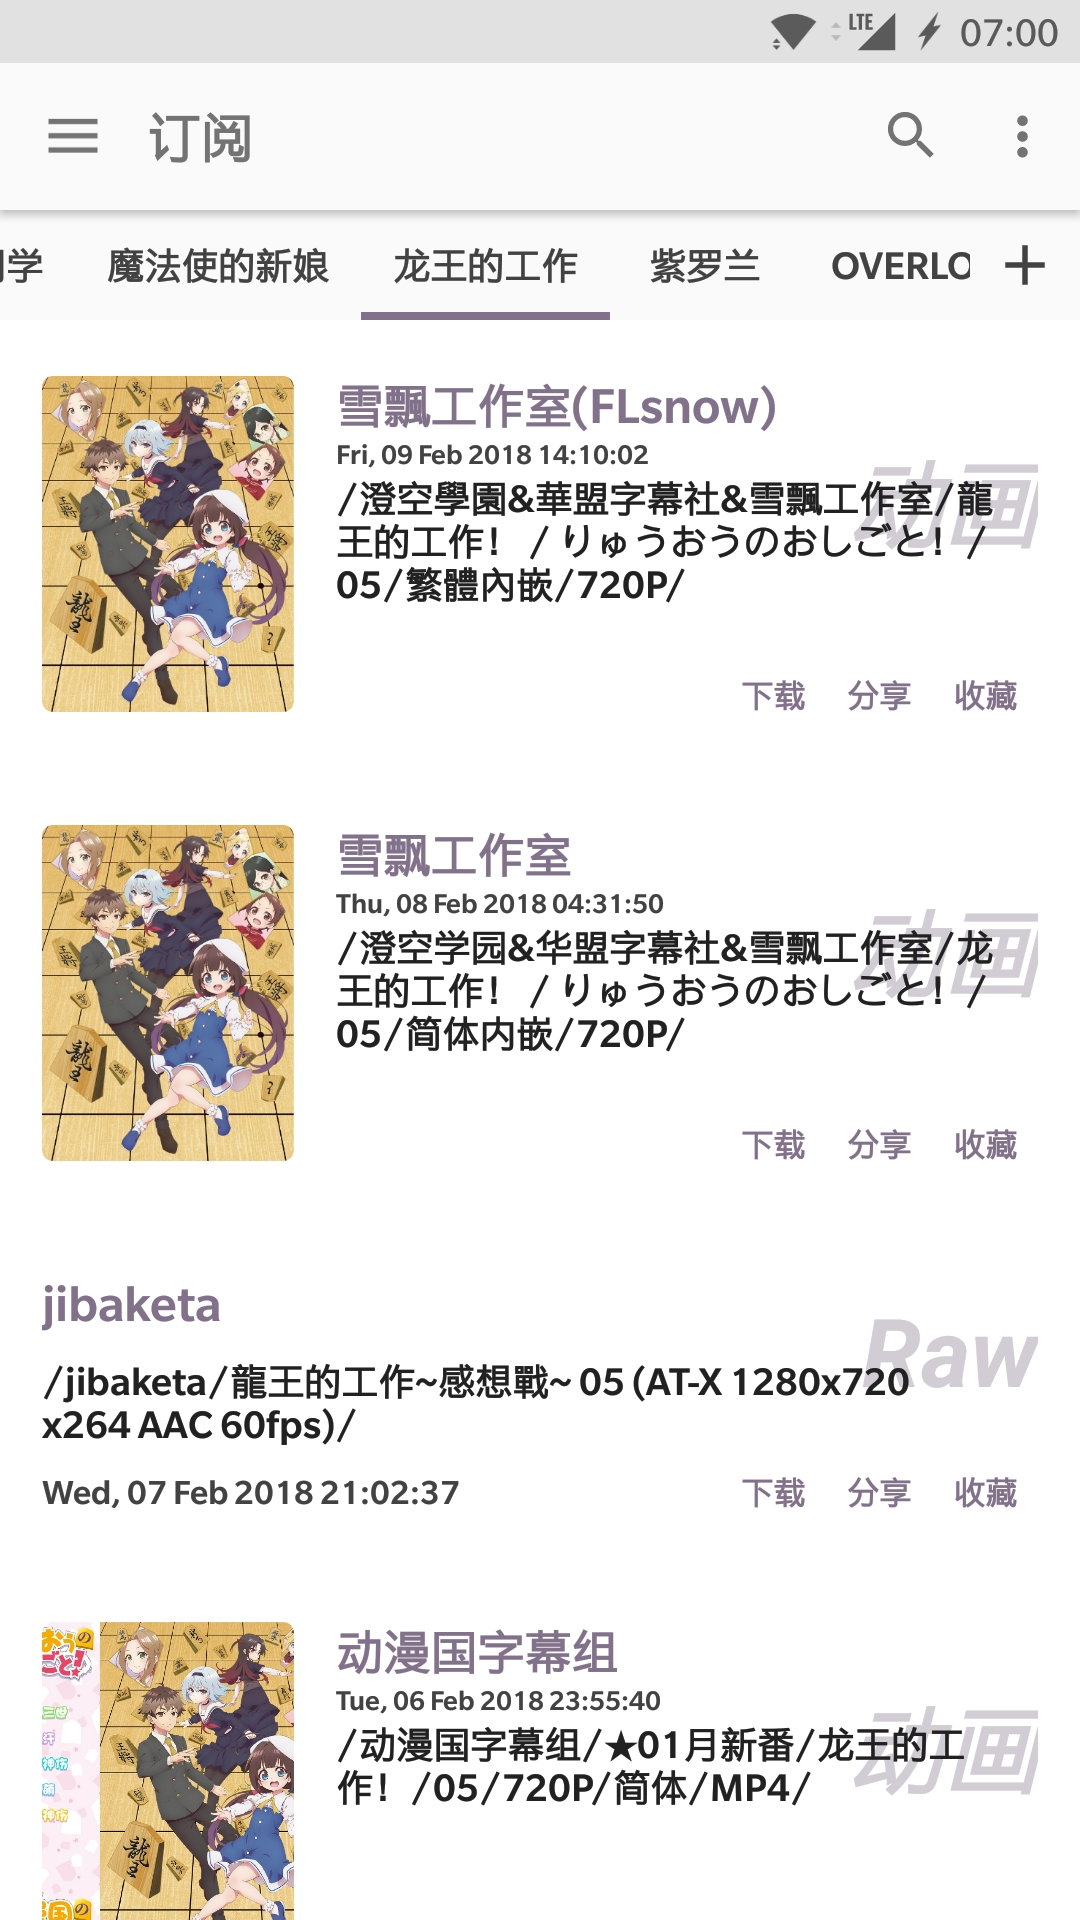 LTE 07:00
订阅
同学 魔法使的新娘 龙王的工作 紫罗兰 OVERLO
雪飄工作室(FLsnow)
Fri, 09 Feb 2018 14:10:02
动画
/澄空學園&華盟字幕社&雪飄工作室/龍
王的工作！ / りゅうおうのおしごと！ /
05/繁體內嵌/720P/
下载 分享 收藏
雪飘工作室
Thu, 08 Feb 2018 04:31:50
动画
/澄空学园&华盟字幕社&雪飘工作室/龙
王的工作！ / りゅうおうのおしごと！ /
05/简体内嵌/720P/
下载 分享 收藏
jibaketa
Raw
/jibaketa/龍王的工作~感想戰~ 05 (AT-X 1280x720
x264 AAC 60fps)/
Wed, 07 Feb 2018 21:02:37
下载 分享 收藏
动漫国字幕组
Tue, 06 Feb 2018 23:55:40
动画
/动漫国字幕组/★01月新番/龙王的工
作！/05/720P/简体/MP4/